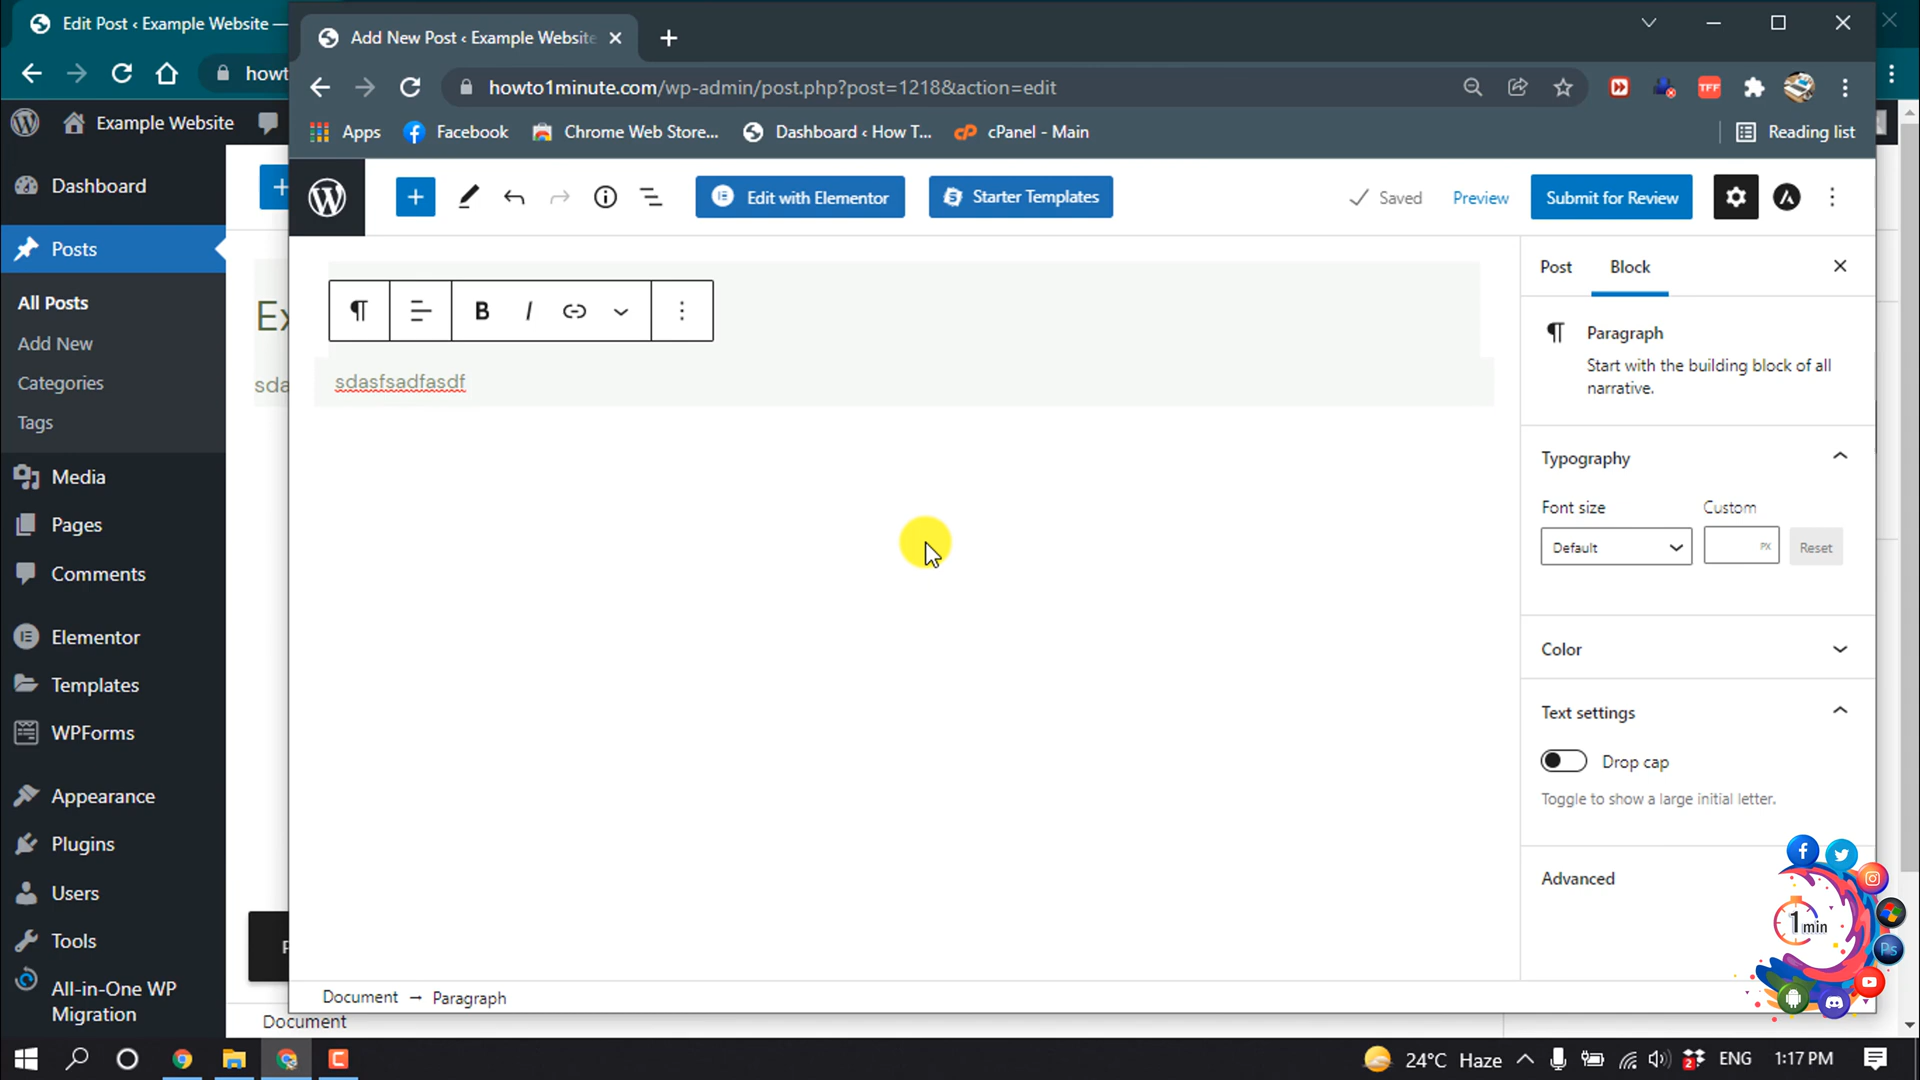 Edit Post ‹ Example Website —
Add New Post ‹ Example Website
howt
howto1minute.com/wp-admin/post.php?post=1218&action=edit
TFF
Apps
Facebook
Chrome Web Store...
Dashboard ‹ How T...
cPanel - Main
Reading list
Example Website
Edit with Elementor
Starter Templates
Saved
Preview
Submit for Review
Dashboard
Posts
All Posts
Add New
Categories
Tags
Media
Pages
Comments
Elementor
Templates
WPForms
Appearance
Plugins
Users
Tools
All-in-One WP
Migration
Ex
sda
B
I
sdasfsadfasdf
Post
Block
Paragraph
Start with the building block of all
narrative.
Typography
Font size
Custom
Default
PX
Reset
Color
Text settings
Drop cap
Toggle to show a large initial letter.
Advanced
1 min
Ps
Document → Paragraph
Document
24°C Haze
2
ENG
1:17 PM